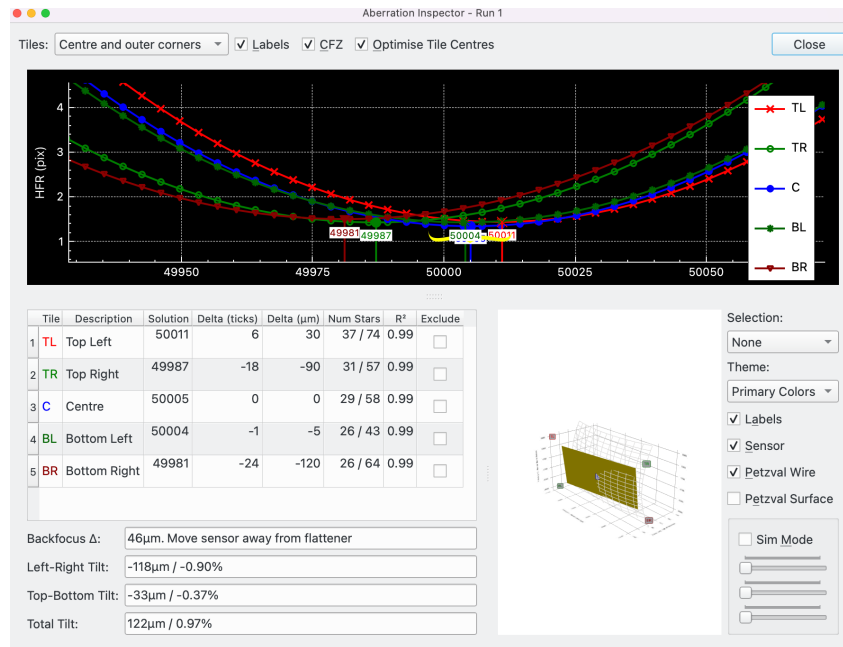 Aberration Inspector - Run 1
Tiles: Centre and outer corners Labels CFZ Optimise Tile Centres Close
HFR (pix)
4
3
2
1
49950 49975 50000 50025 50050
49981 49987 50004 50011
TL
TR
C
BL
BR
Tile Description Solution Delta (ticks) Delta (μm) Num Stars R² Exclude
1 TL Top Left 50011 6 30 37 / 74 0.99
2 TR Top Right 49987 -18 -90 31 / 57 0.99
3 C Centre 50005 0 0 29 / 58 0.99
4 BL Bottom Left 50004 -1 -5 26 / 43 0.99
5 BR Bottom Right 49981 -24 -120 26 / 64 0.99
Backfocus Δ: 46μm. Move sensor away from flattener
Left-Right Tilt: -118μm / -0.90%
Top-Bottom Tilt: -33μm / -0.37%
Total Tilt: 122μm / 0.97%
Selection:
None
Theme:
Primary Colors
Labels
Sensor
Petzval Wire
Petzval Surface
Sim Mode